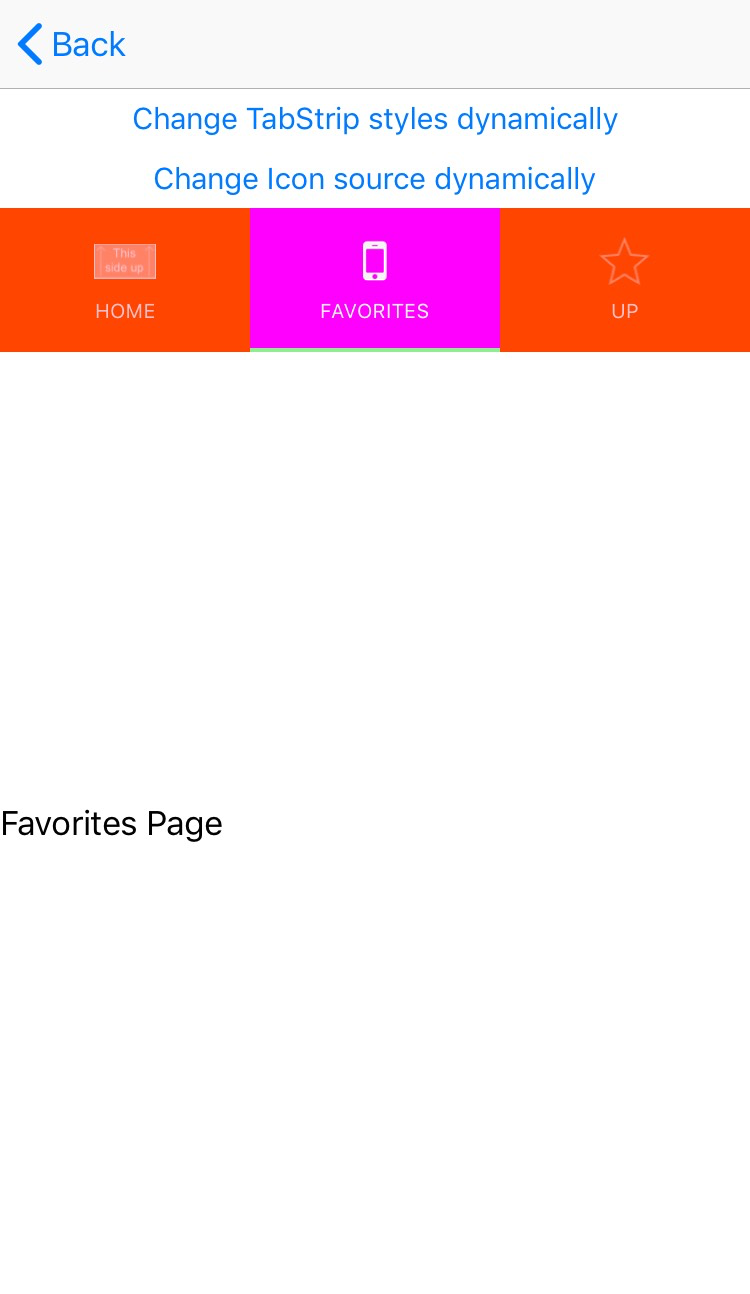 Back
Change TabStrip styles dynamically
Change Icon source dynamically
This
side up
HOME
FAVORITES
UP
Favorites Page